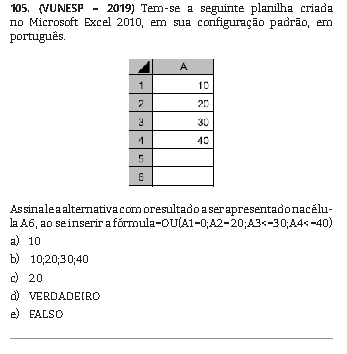 105. (VUNESP – 2019) Tem-se a seguinte planilha criada
no Microsoft Excel 2010, em sua configuração padrão, em
português.
A
1 10
2 20
3 30
4 40
5
6
Assinale a alternativa com o resultado a ser apresentado na célu-
la A6, ao se inserir a fórmula=OU(A1=0;A2=20;A3<=30;A4<=40)
a) 10
b) 10;20;30;40
c) 20
d) VERDADEIRO
e) FALSO